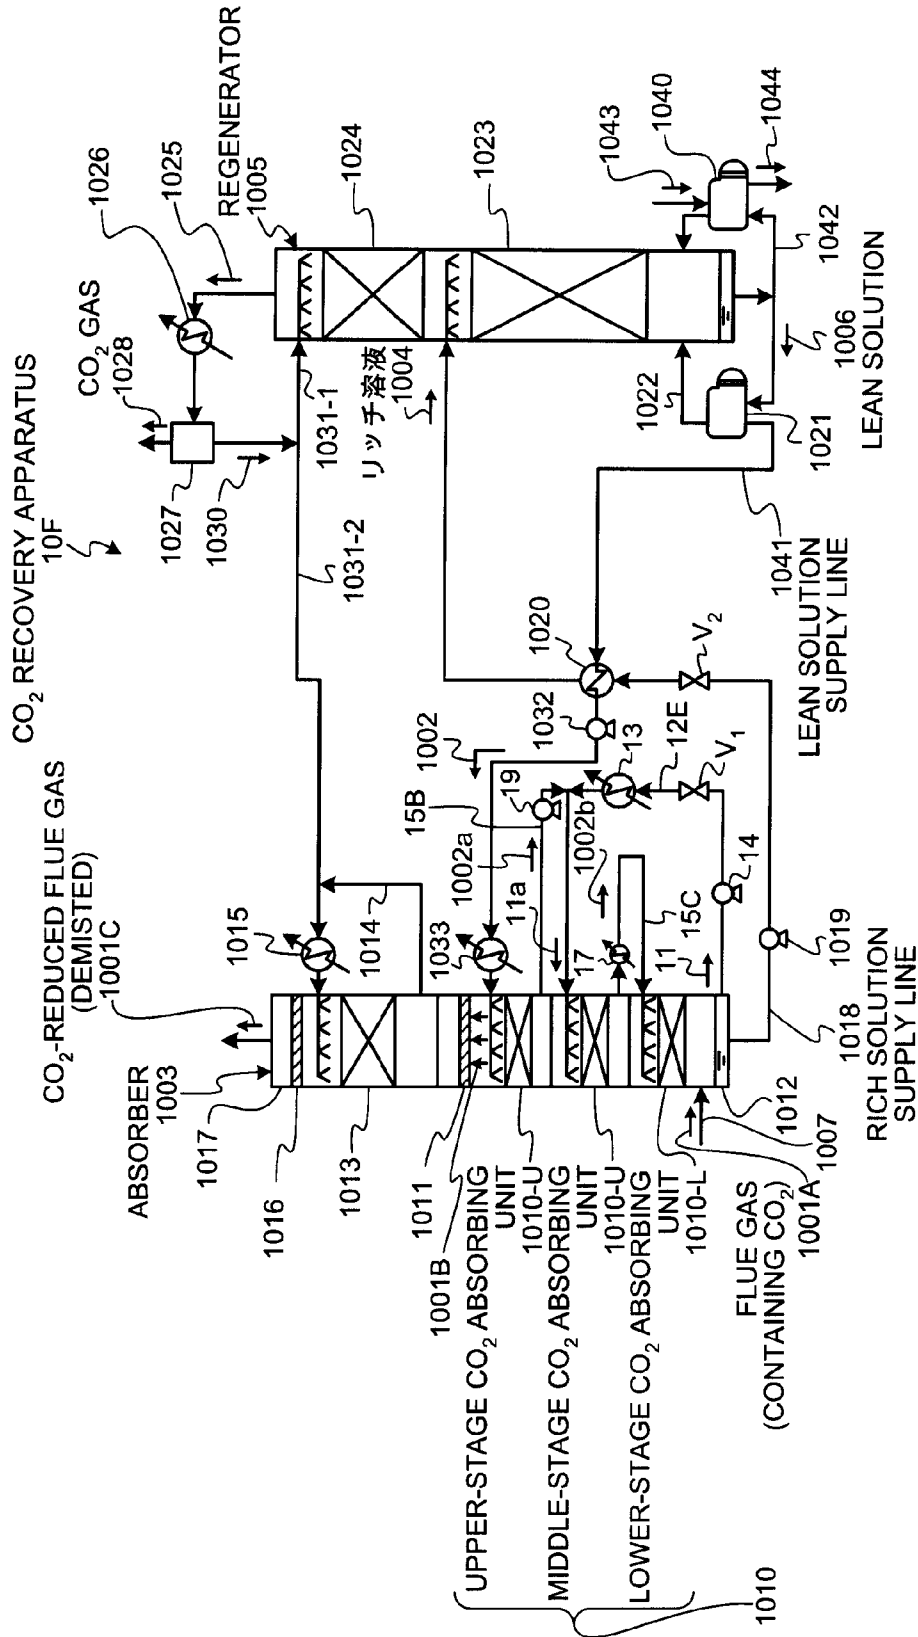 CO2 RECOVERY APPARATUS
10F
CO2-REDUCED FLUE GAS
(DEMISTED)
1001C
ABSORBER
1003
1017
1016
1013
1015
1014
1011
1001B
UPPER-STAGE CO2 ABSORBING
UNIT
1010-U
MIDDLE-STAGE CO2 ABSORBING
UNIT
1010-U
LOWER-STAGE CO2 ABSORBING
UNIT
1010-L
1010
FLUE GAS
(CONTAINING CO2)
1001A
1007
1012
RICH SOLUTION
SUPPLY LINE
1018
1019
1033
1002
15B
19
1002a
11a
1002b
17
15C
11
14
13
12E
V1
V2
1032
1020
LEAN SOLUTION
SUPPLY LINE
1041
CO2 GAS
1028
1027
1030
1031-1
1031-2
リッチ溶液
1004
1026
1025
REGENERATOR
1005
1024
1023
1022
1021
1043
1040
1044
1042
1006
LEAN SOLUTION